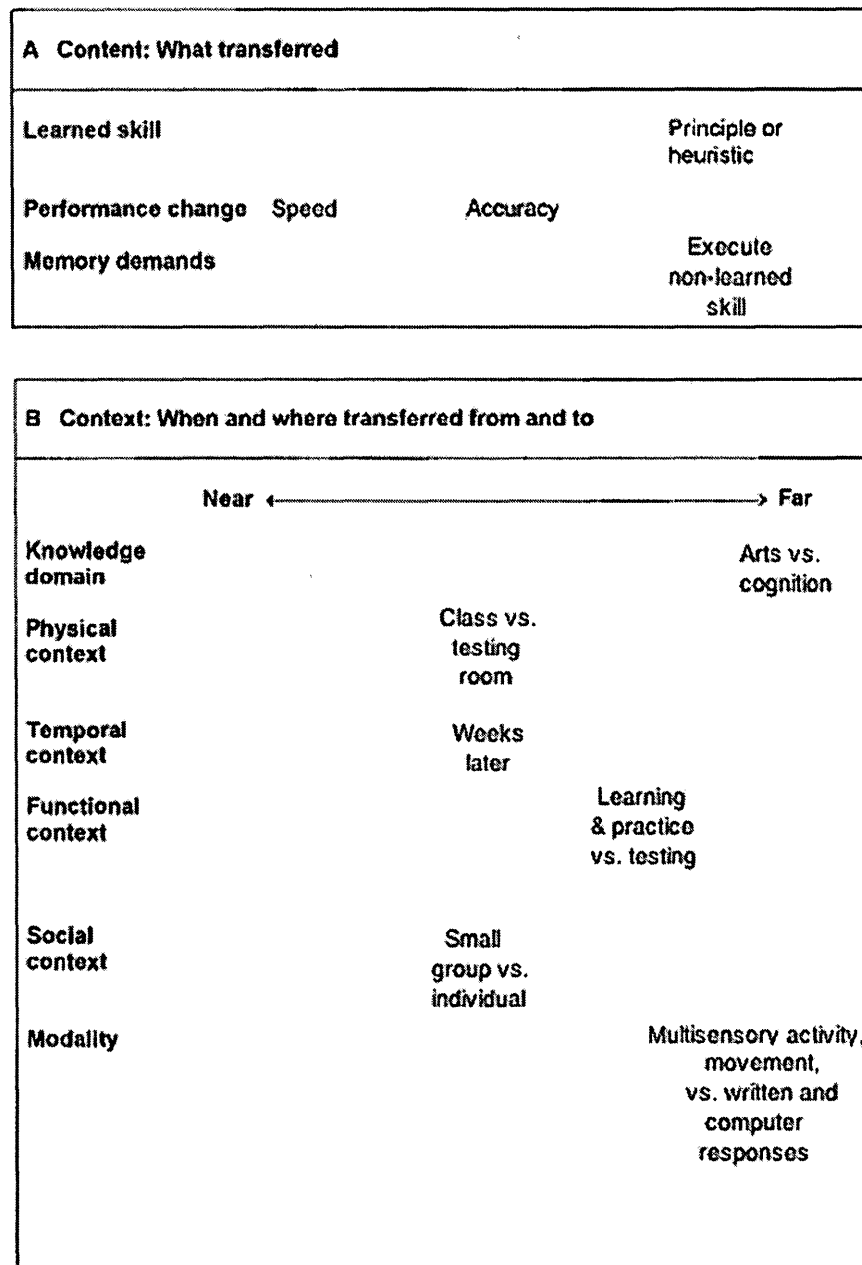 A Content: What transferred
Learned skill
Principle or
heuristic
Performance change Speed Accuracy
Memory demands
Execute
non-learned
skill
B Context: When and where transferred from and to
Near Far
Knowledge
domain
Arts vs.
cognition
Physical
context
Class vs.
testing
room
Temporal
context
Weeks
later
Functional
context
Learning
& practice
vs. testing
Social
context
Small
group vs.
individual
Modality
Multisensory activity,
movement,
vs. written and
computer
responses